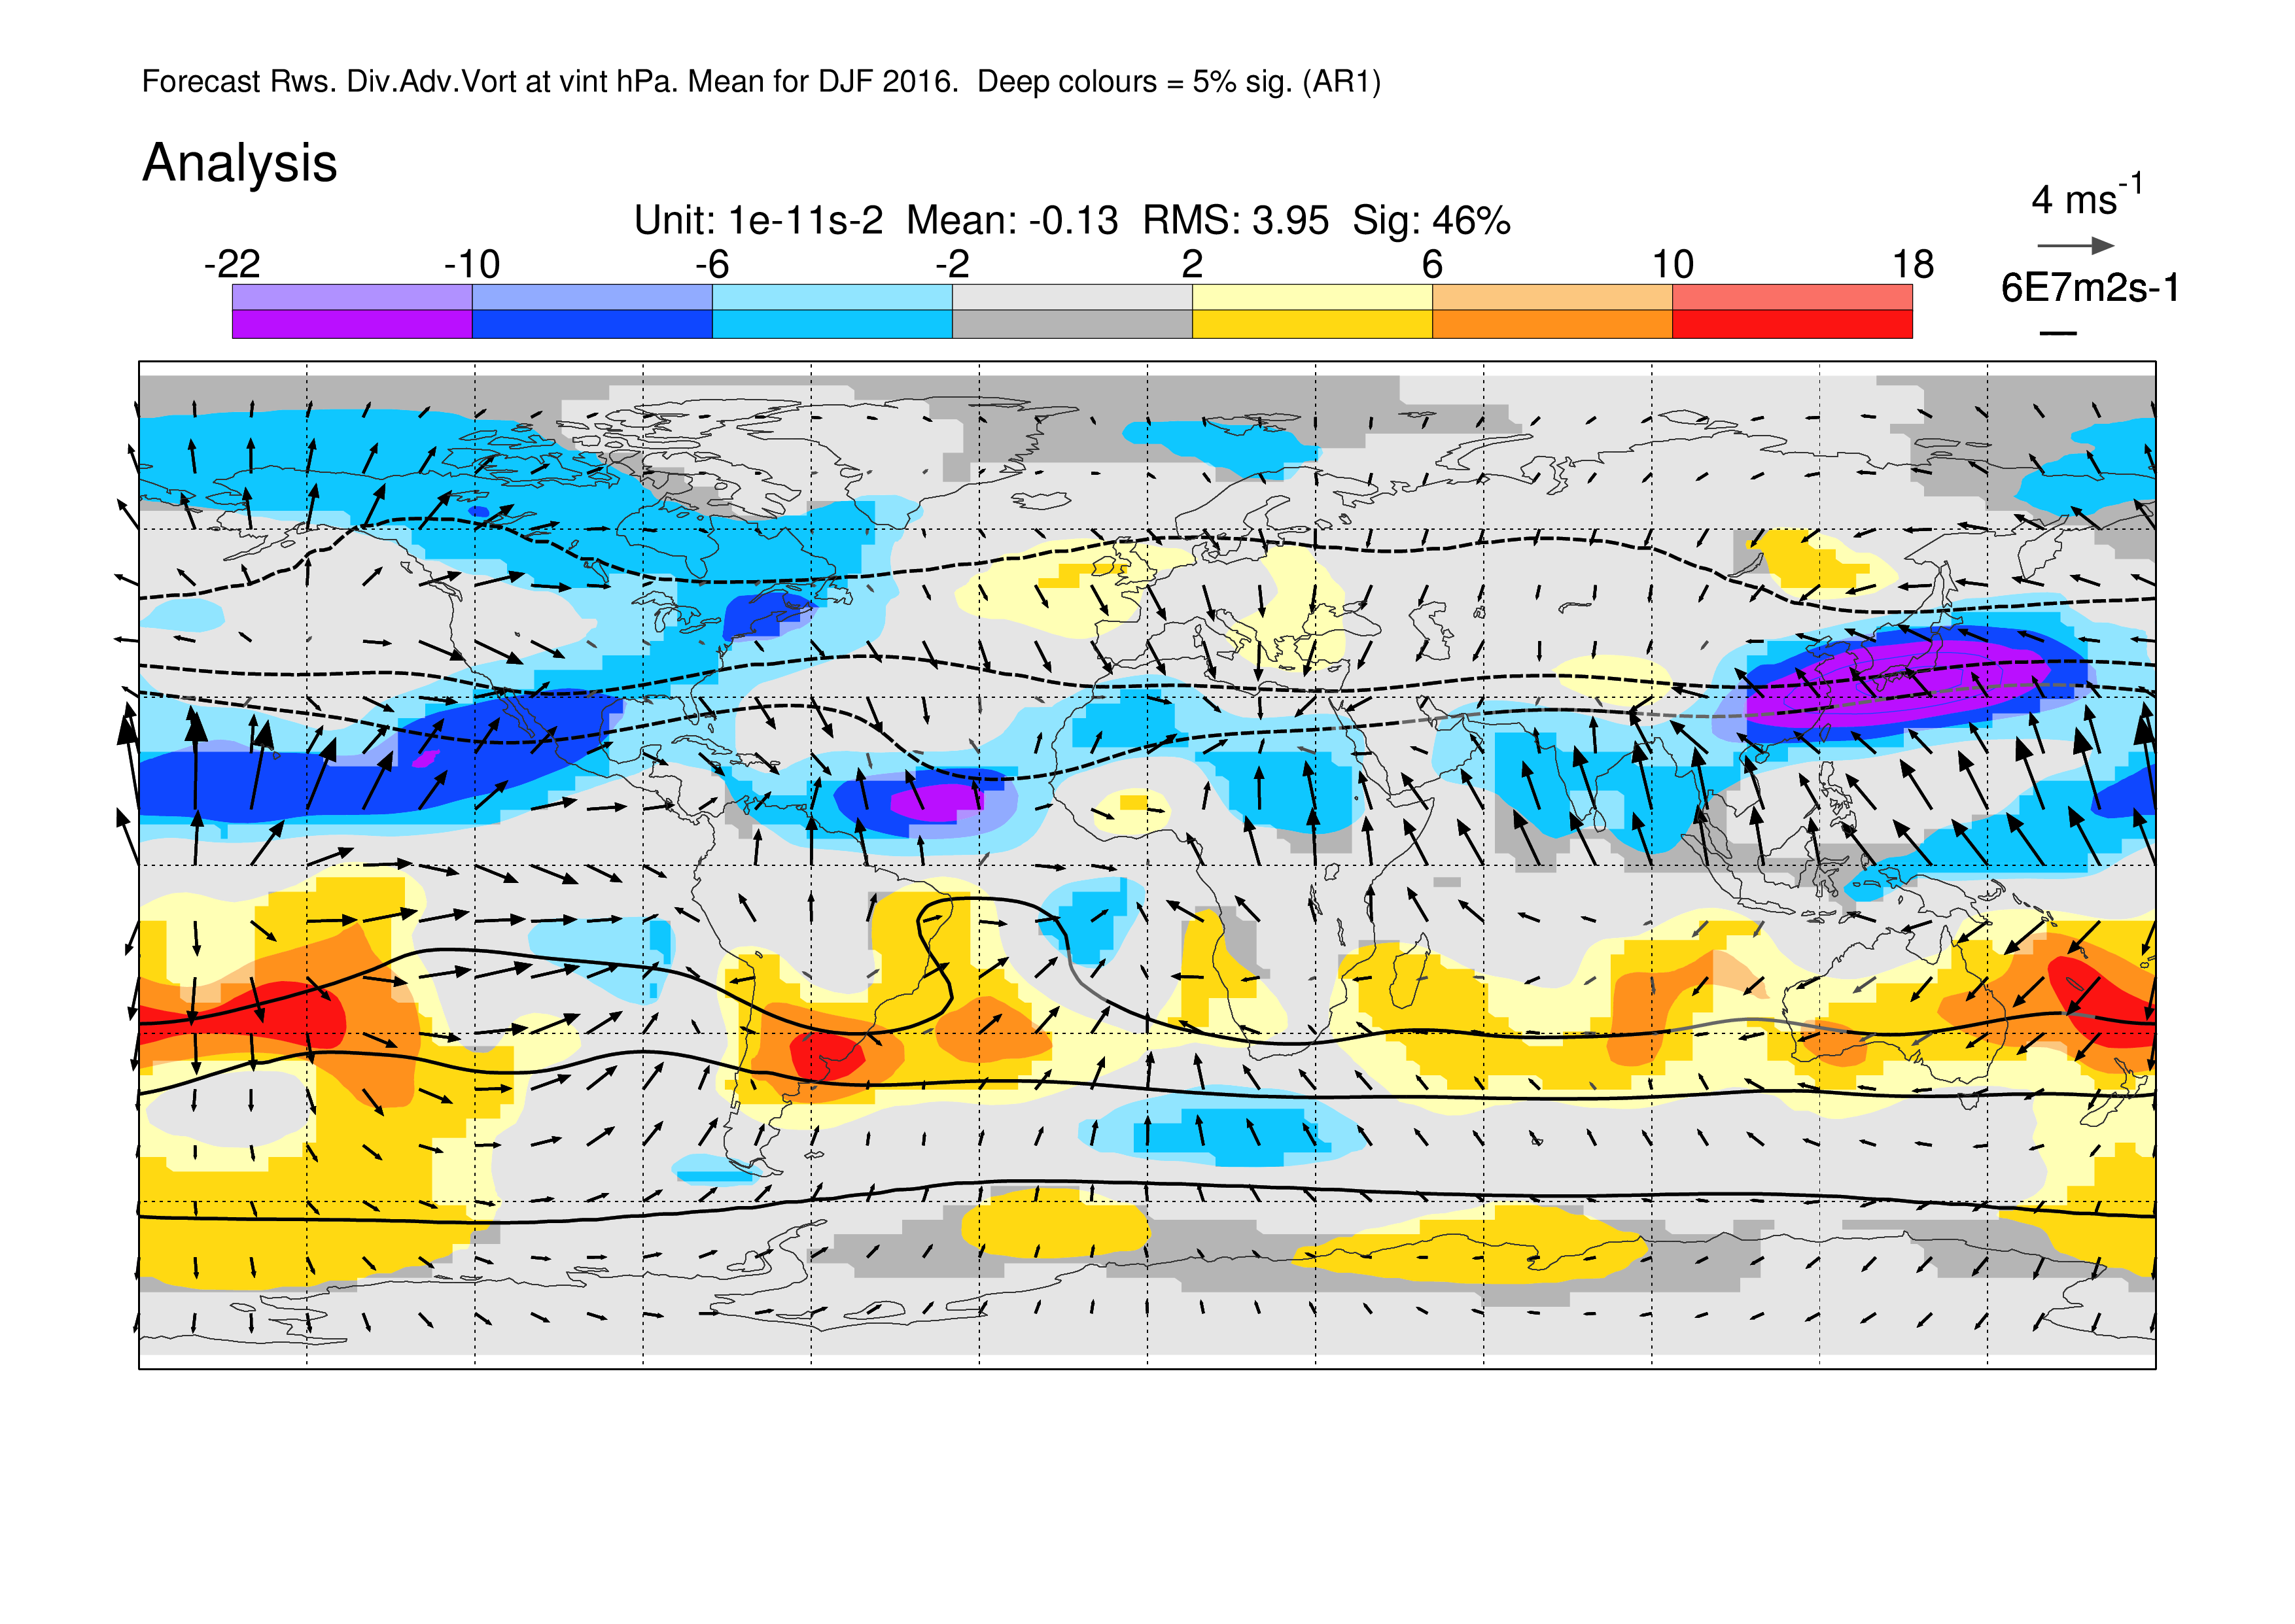 Forecast Rws. Div.Adv.Vort at vint hPa. Mean for DJF 2016.  Deep colours = 5% sig. (AR1)
Analysis
4 ms-1
Unit: 1e-11s-2  Mean: -0.13  RMS: 3.95  Sig: 46%
-22 -10 -6 -2 2 6 10 18
6E7m2s-1